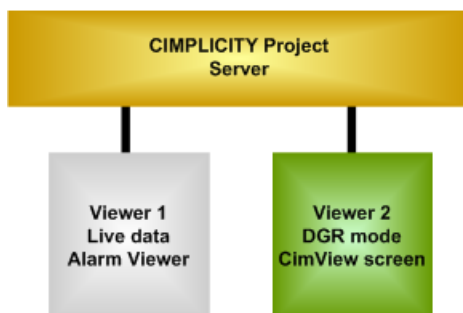 CIMPLICITY Project
Server
Viewer 1
Live data
Alarm Viewer
Viewer 2
DGR mode
CimView screen